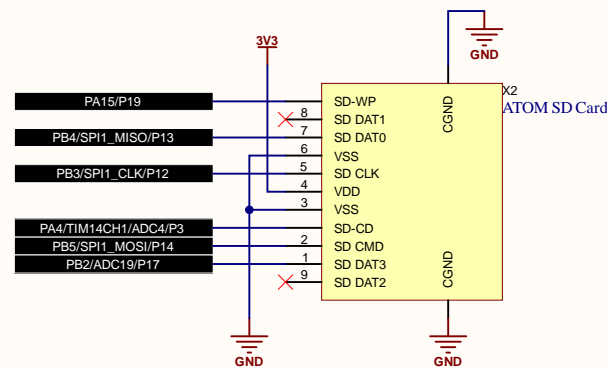 GND
3V3
X2
ATOM SD Card
PA15/P19
SD-WP
CGND
8 SD DAT1
PB4/SPI1_MISO/P13 7 SD DAT0
6 VSS
PB3/SPI1_CLK/P12 5 SD CLK
4 VDD
3 VSS
PA4/TIM14CH1/ADC4/P3 SD-CD
PB5/SPI1_MOSI/P14 2 SD CMD
PB2/ADC19/P17 1 SD DAT3
CGND
9 SD DAT2
GND
GND